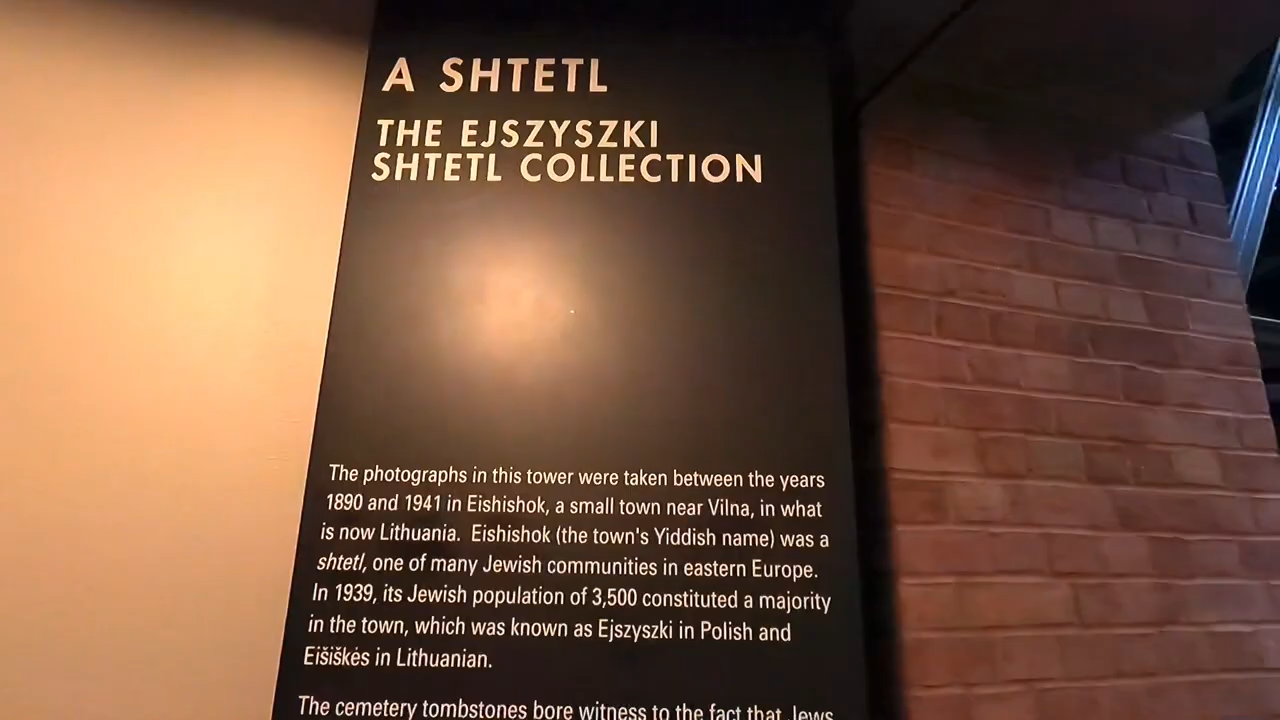 A SHTETL
THE EJSZYSZKI
SHTETL COLLECTION
The photographs in this tower were taken between the years
1890 and 1941 in Eishishok, a small town near Vilna, in what
is now Lithuania. Eishishok (the town's Yiddish name) was a
shtetl, one of many Jewish communities in eastern Europe.
In 1939, its Jewish population of 3,500 constituted a majority
in the town, which was known as Ejszyszki in Polish and
Eišiškės in Lithuanian.
The cemetery tombstones bore witness to the fact that Jews